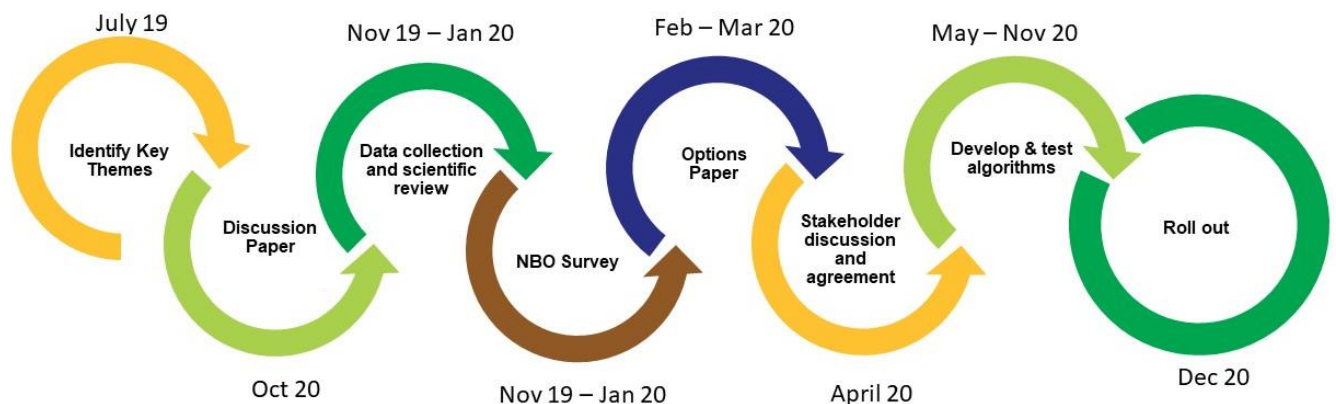 July 19
Identify Key
Themes
Discussion
Paper
Oct 20
Nov 19 – Jan 20
Data collection
and scientific
review
NBO Survey
Nov 19 – Jan 20
Feb – Mar 20
Options
Paper
Stakeholder
discussion
and
agreement
April 20
May – Nov 20
Develop & test
algorithms
Roll out
Dec 20